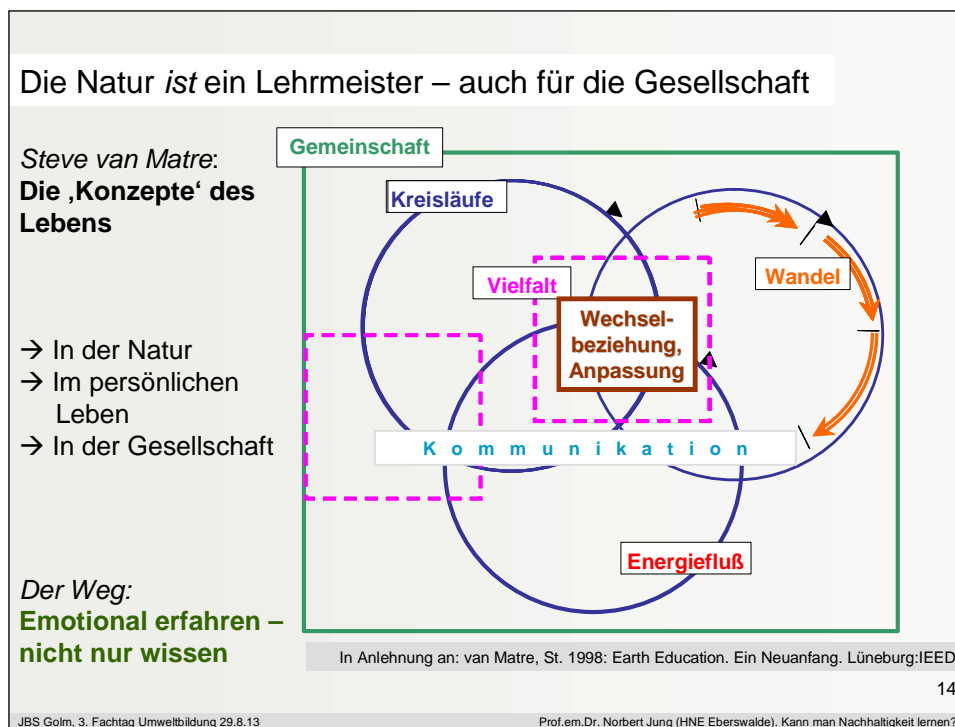 Die Natur ist ein Lehrmeister – auch für die Gesellschaft
Steve van Matre:
Die ‚Konzepte‘ des
Lebens
→ In der Natur
→ Im persönlichen
Leben
→ In der Gesellschaft
Der Weg:
Emotional erfahren –
nicht nur wissen
Gemeinschaft
Kreisläufe
Vielfalt
Wandel
Wechsel-
beziehung,
Anpassung
K o m m u n i k a t i o n
Energiefluß
In Anlehnung an: van Matre, St. 1998: Earth Education. Ein Neuanfang. Lüneburg:IEED
14
JBS Golm, 3. Fachtag Umweltbildung 29.8.13
Prof.em.Dr. Norbert Jung (HNE Eberswalde). Kann man Nachhaltigkeit lernen?